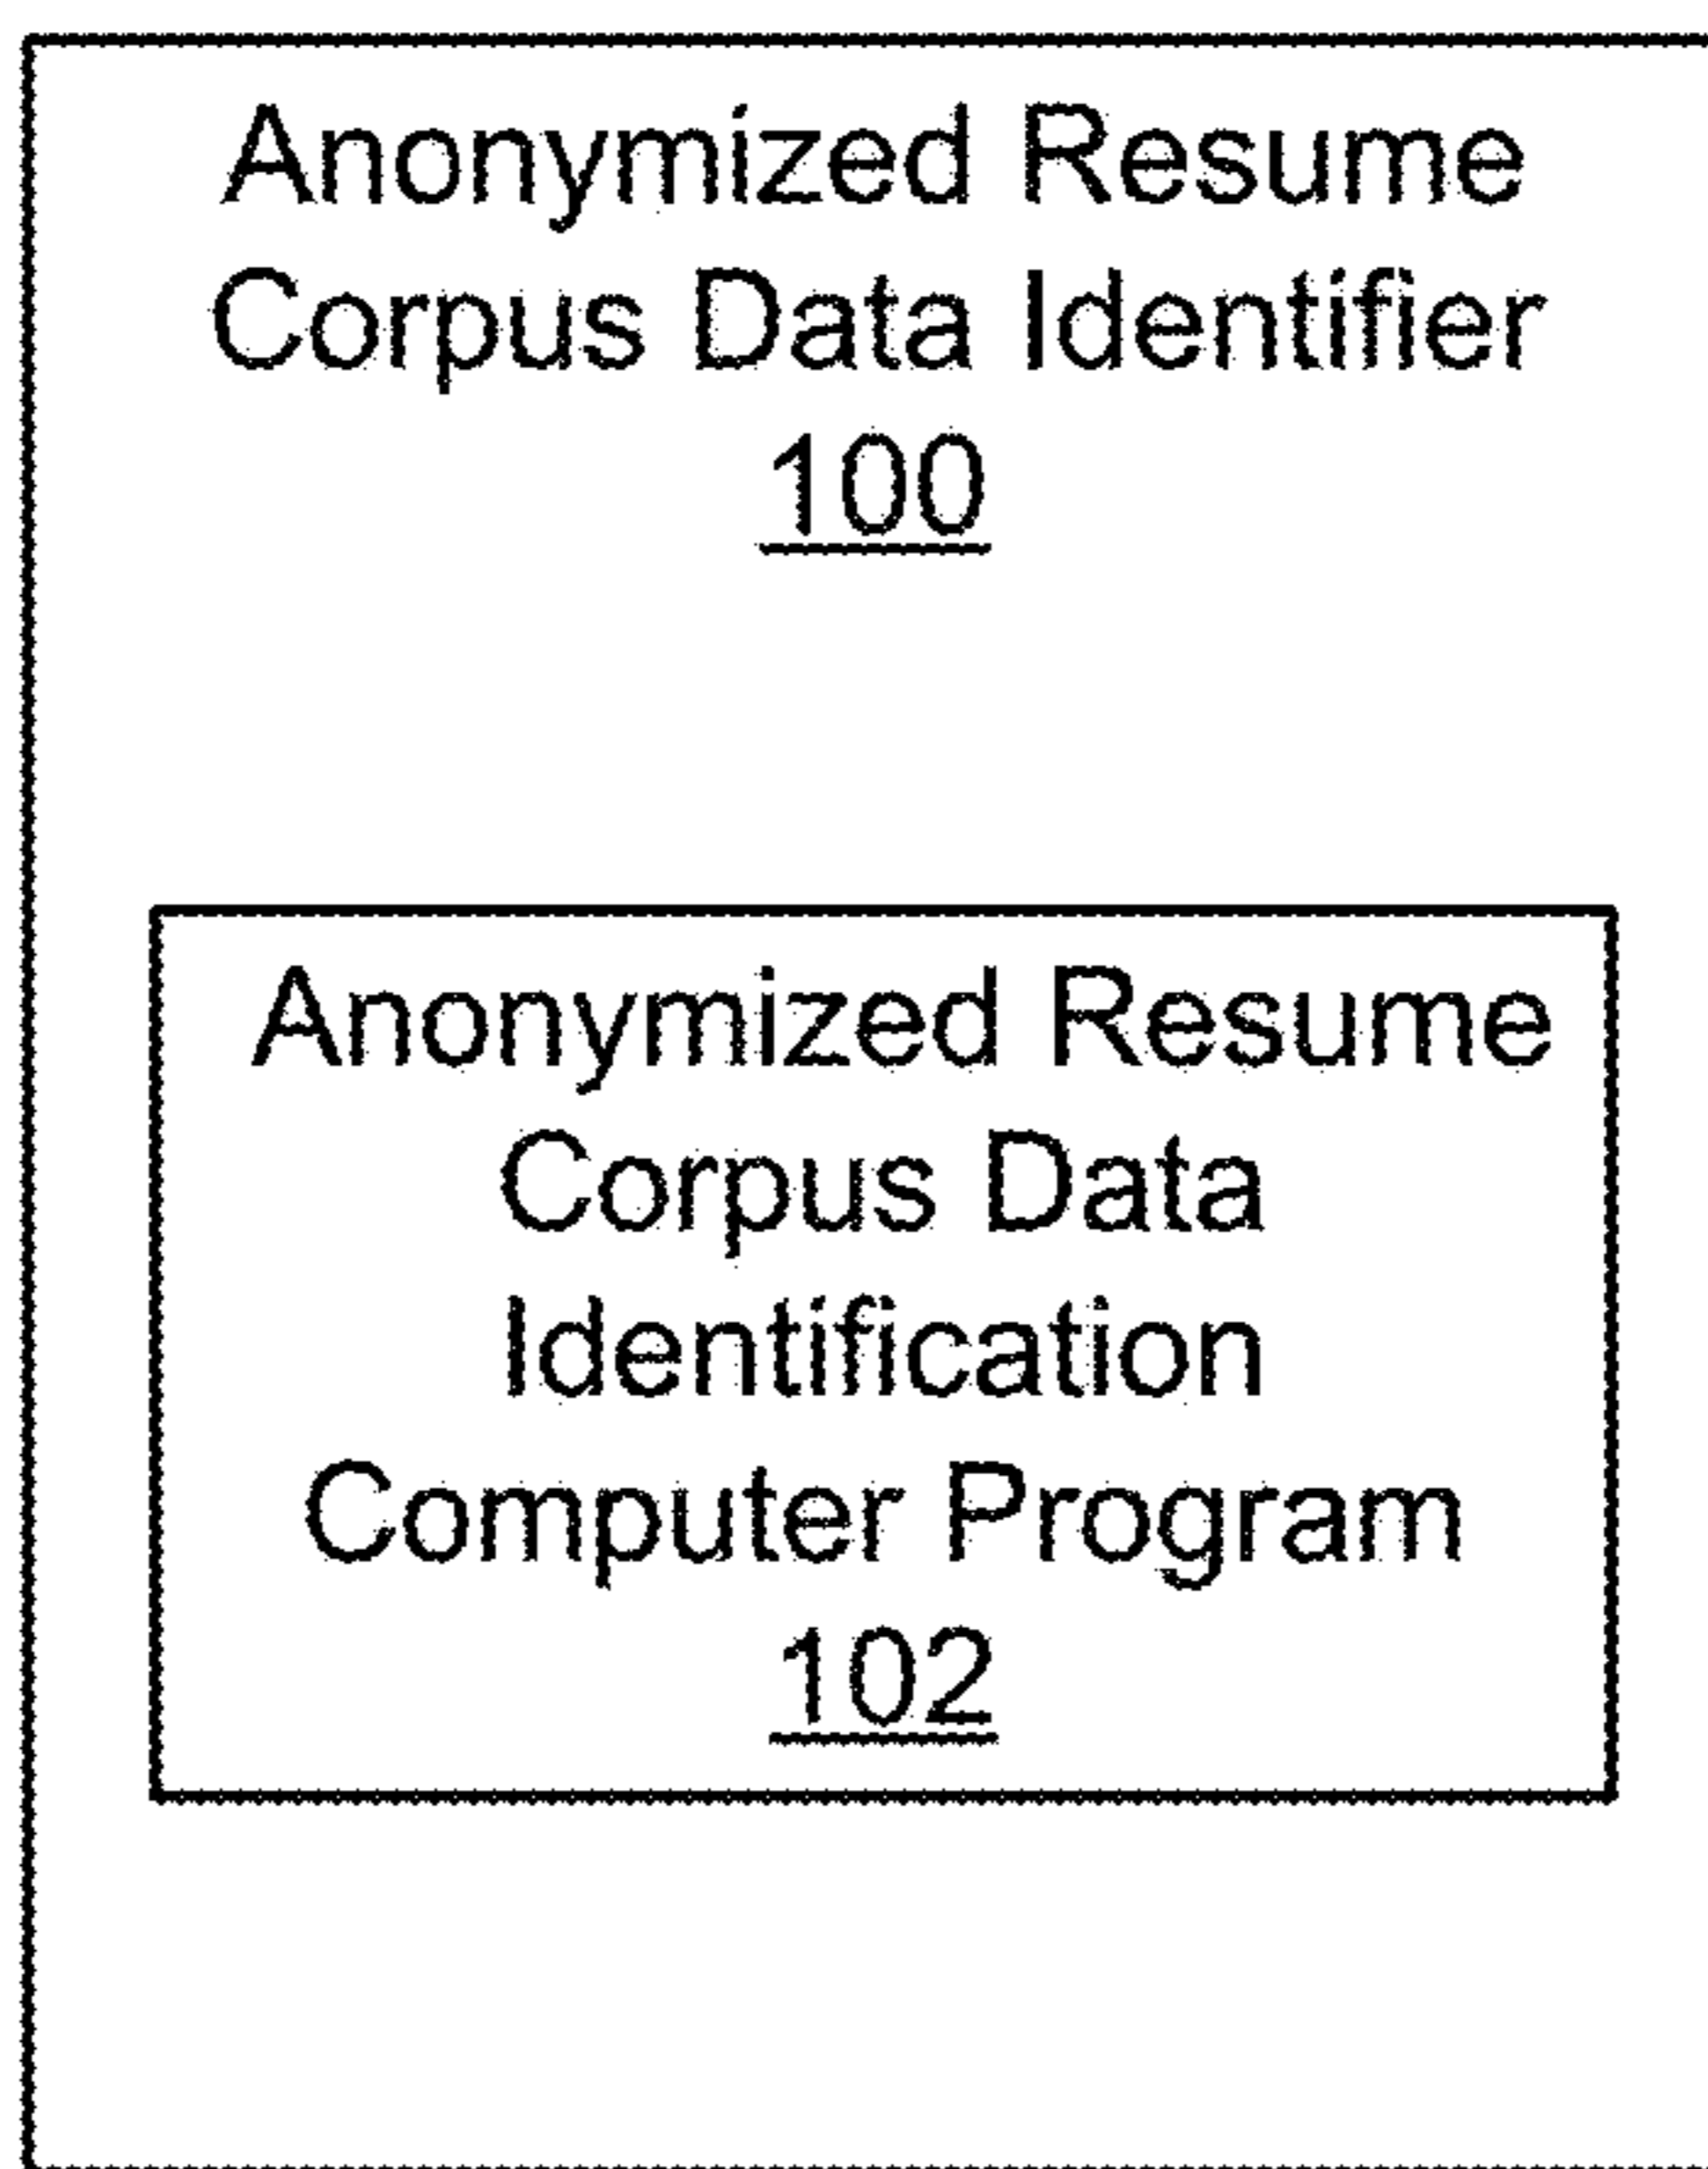 Anonymized Resume
Corpus Data Identifier
100
Anonymized Resume
Corpus Data
Identification
Computer Program
102